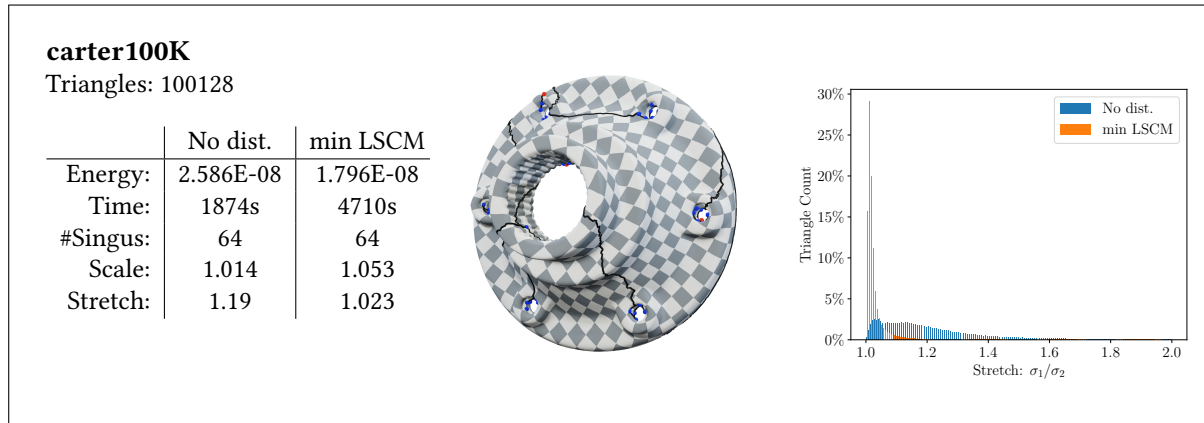 carter100K
Triangles: 100128
No dist. min LSCM
Energy: 2.586E-08 1.796E-08
Time: 1874s 4710s
#Singus: 64 64
Scale: 1.014 1.053
Stretch: 1.19 1.023
30%
25%
20%
15%
10%
5%
0%
Triangle Count
No dist.
min LSCM
1.0 1.2 1.4 1.6 1.8 2.0
Stretch: σ₁/σ₂